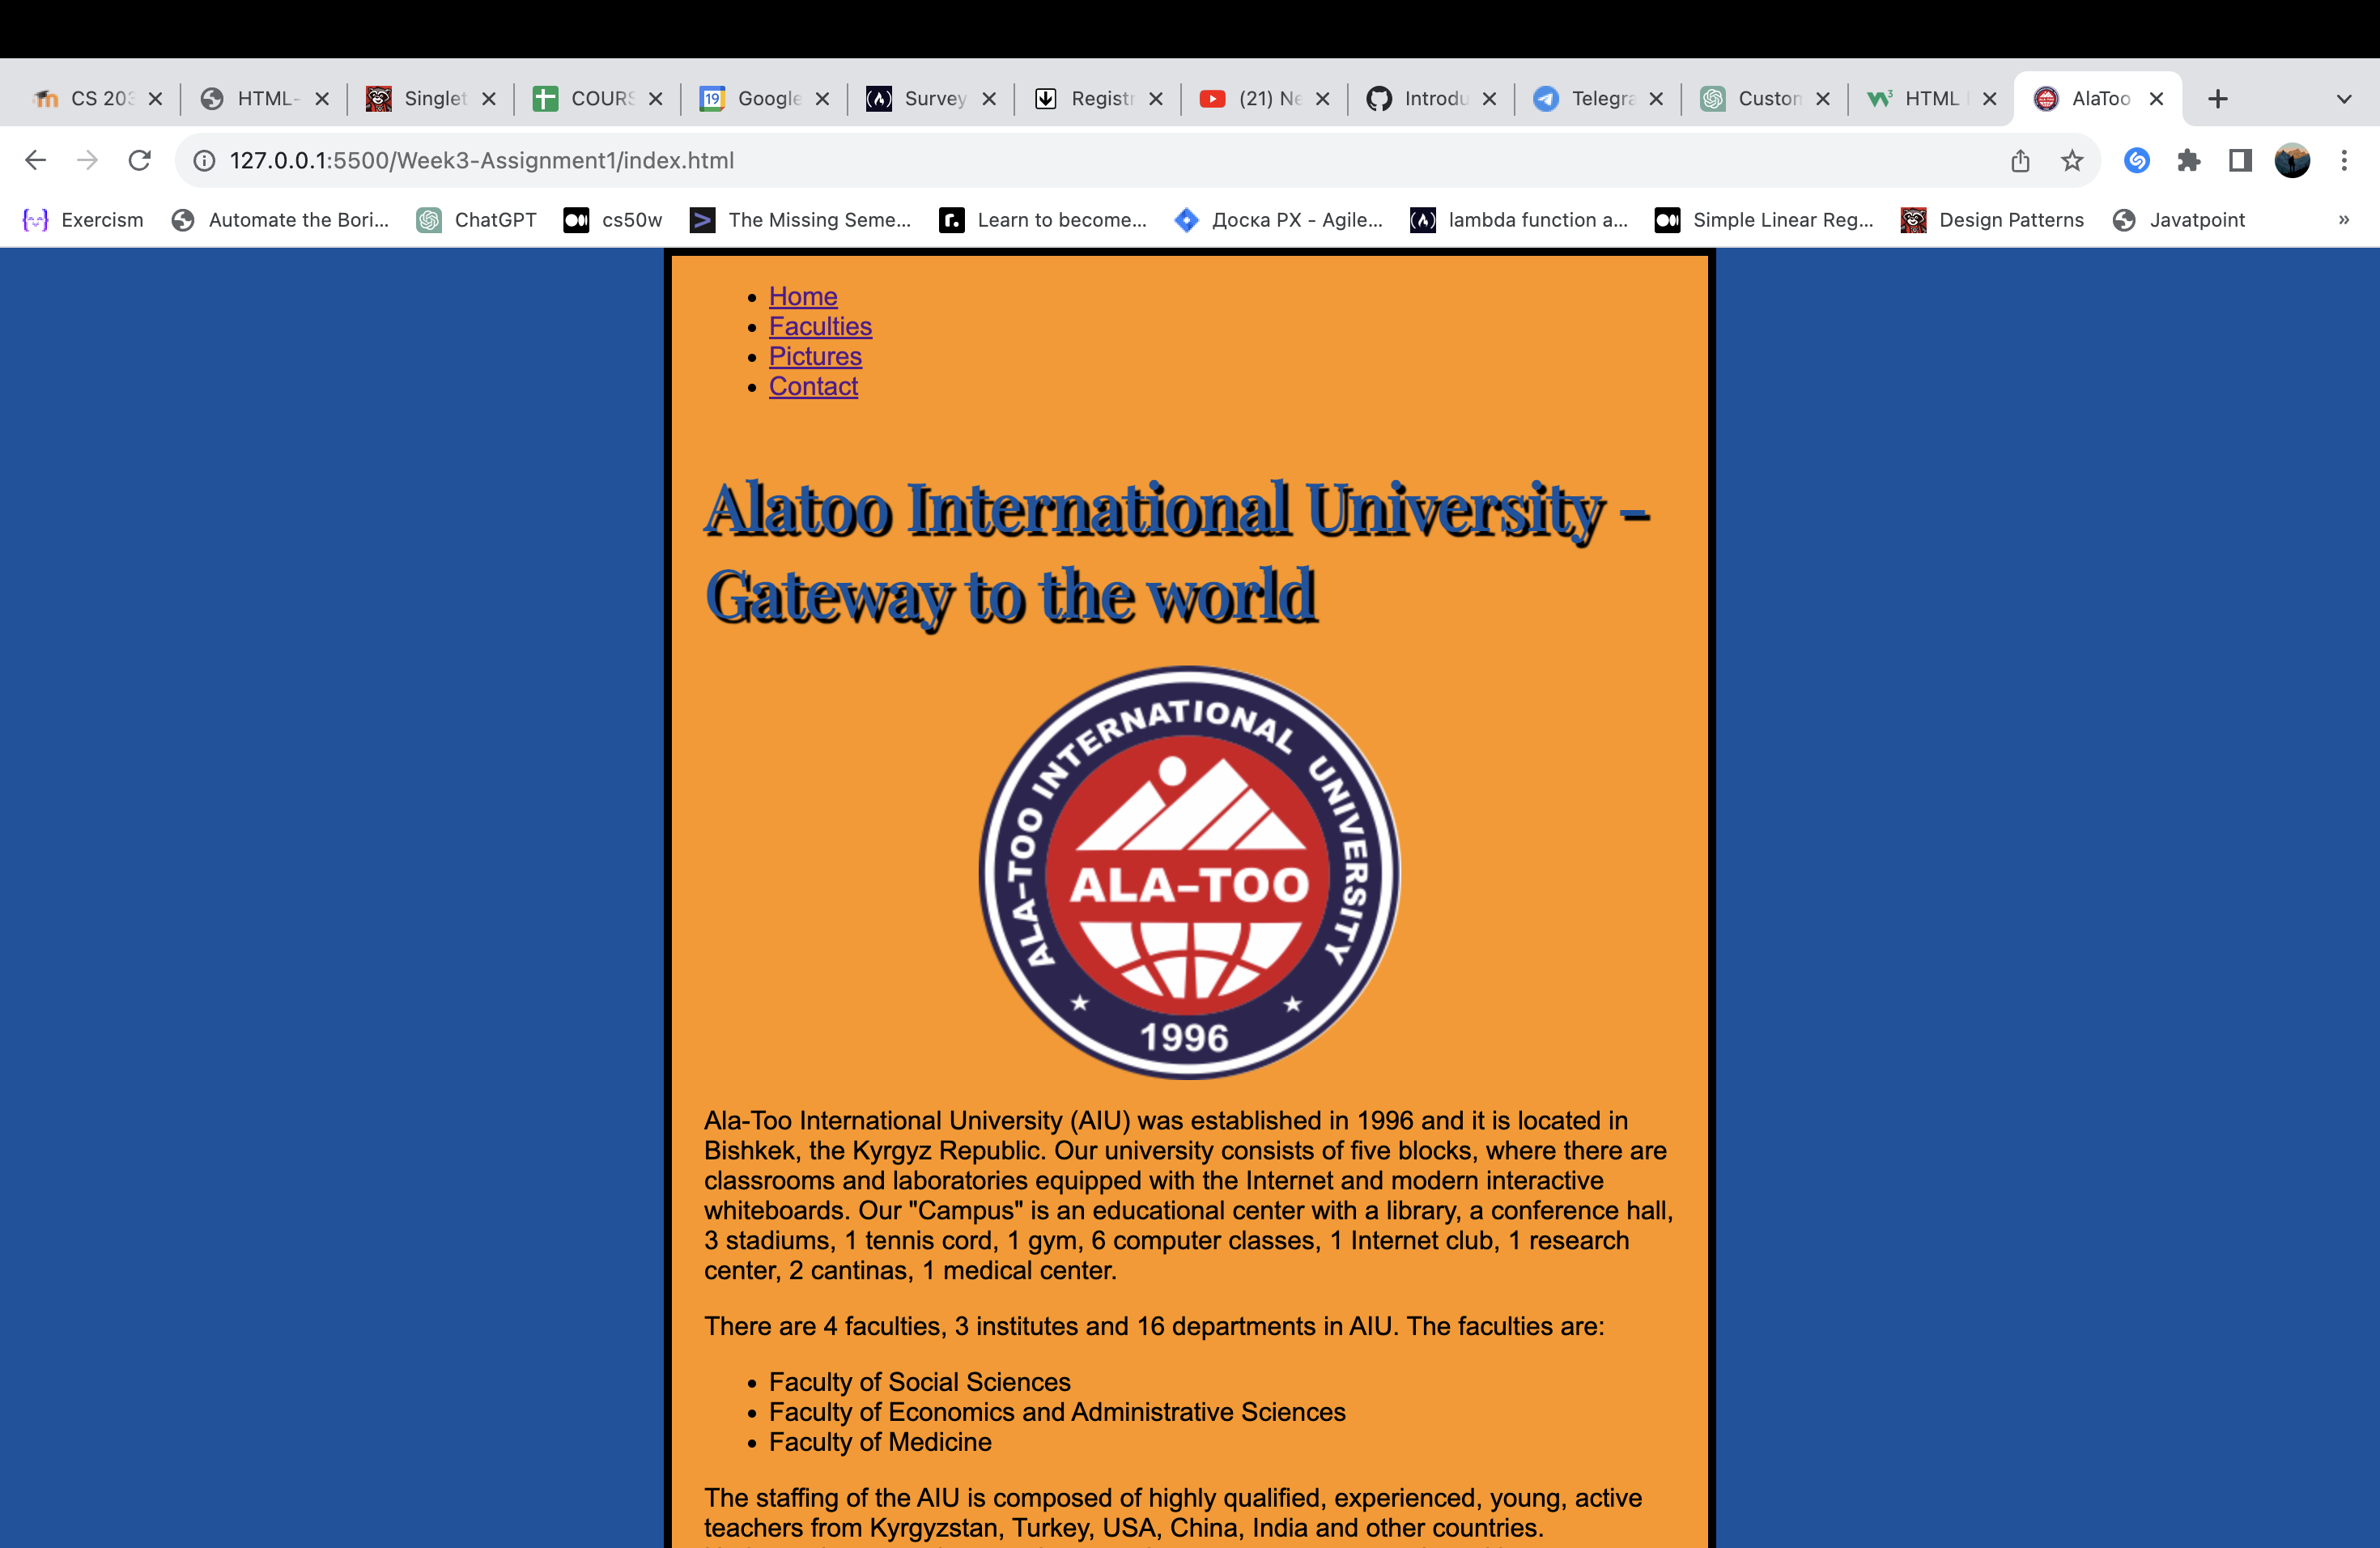 CS 203
HTML-
Singlet
COURS
19
Google
Survey
Registr
(21) Ne
Introdu
Telegra
Custon
HTML
AlaToo
127.0.0.1:5500/Week3-Assignment1/index.html
Exercism
Automate the Bori...
ChatGPT
cs50w
The Missing Seme...
Learn to become...
Доска PX - Agile...
lambda function a...
Simple Linear Reg...
Design Patterns
Javatpoint
»
Home
Faculties
Pictures
Contact
Alatoo International University -
Gateway to the world
ALA-TOO INTERNATIONAL UNIVERSITY
ALA-TOO
1996
Ala-Too International University (AIU) was established in 1996 and it is located in
Bishkek, the Kyrgyz Republic. Our university consists of five blocks, where there are
classrooms and laboratories equipped with the Internet and modern interactive
whiteboards. Our "Campus" is an educational center with a library, a conference hall,
3 stadiums, 1 tennis cord, 1 gym, 6 computer classes, 1 Internet club, 1 research
center, 2 cantinas, 1 medical center.
There are 4 faculties, 3 institutes and 16 departments in AIU. The faculties are:
Faculty of Social Sciences
Faculty of Economics and Administrative Sciences
Faculty of Medicine
The staffing of the AIU is composed of highly qualified, experienced, young, active
teachers from Kyrgyzstan, Turkey, USA, China, India and other countries.